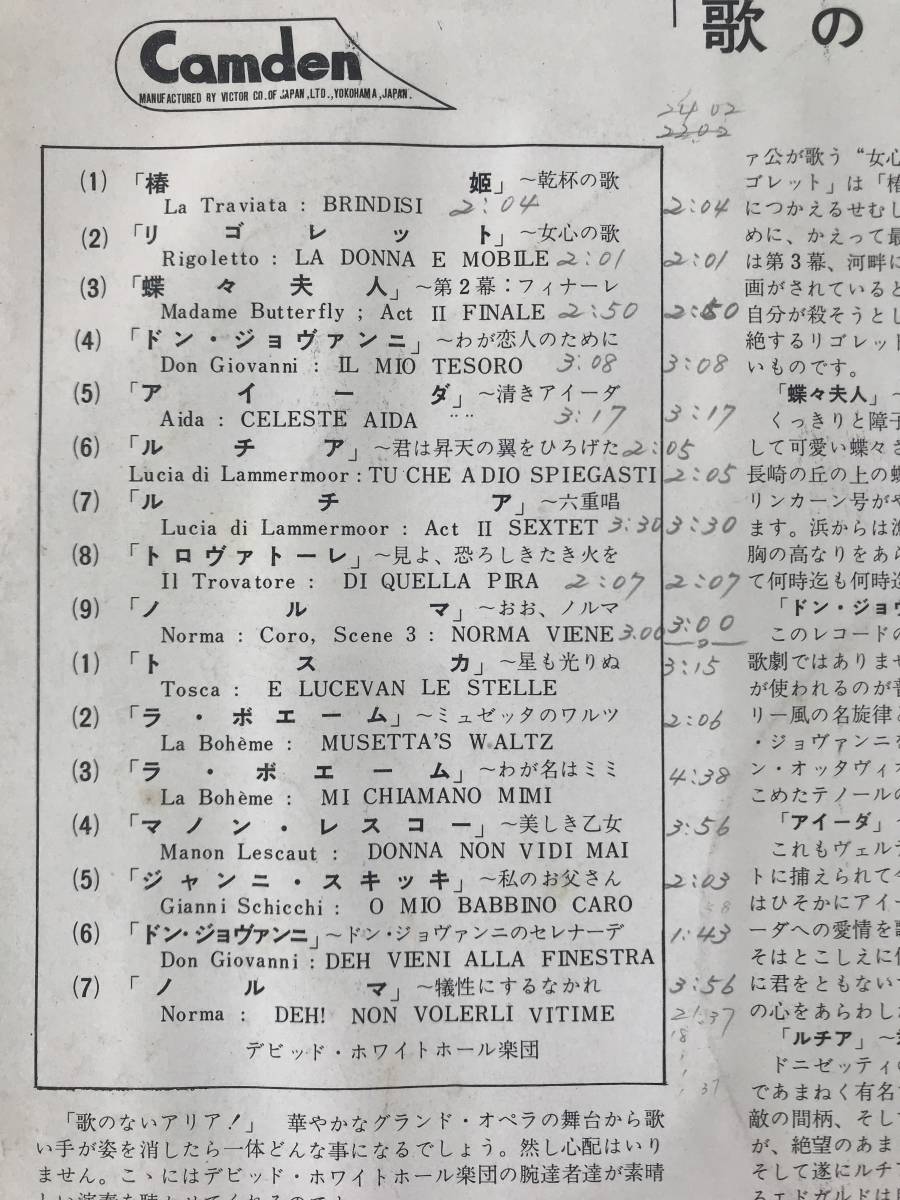 Camden
MANUFACTURED BY VICTOR CO. OF JAPAN, LTD., YOKOHAMA, JAPAN.
「歌の
24 02
2202
(1) 「椿姫」～乾杯の歌
La Traviata : BRINDISI 2:04 2:04
(2) 「リゴレット」～女心の歌
Rigoletto : LA DONNA E MOBILE 2:01 2:01
(3) 「蝶々夫人」～第2幕：フィナーレ
Madame Butterfly ; Act II FINALE 2:50 2:50
(4) 「ドン・ジョヴァンニ」～わが恋人のために
Don Giovanni : IL MIO TESORO 3:08 3:08
(5) 「アイーダ」～清きアイーダ
Aida : CELESTE AIDA 3:17 3:17
(6) 「ルチア」～君は昇天の翼をひろげた 2:05
Lucia di Lammermoor : TU CHE A DIO SPIEGASTI 2:05
(7) 「ルチア」～六重唱
Lucia di Lammermoor : Act II SEXTET 3:30 3:30
(8) 「トロヴァトーレ」～見よ、恐ろしきたき火を
Il Trovatore : DI QUELLA PIRA 2:07 2:07
(9) 「ノルマ」～おお、ノルマ
Norma : Coro, Scene 3 : NORMA VIENE 3.00 3:00
(1) 「トスカ」～星も光りぬ 3:15
Tosca : E LUCEVAN LE STELLE
(2) 「ラ・ボエーム」～ミュゼッタのワルツ 2:06
La Bohème : MUSETTA'S WALTZ
(3) 「ラ・ボエーム」～わが名はミミ 4:38
La Bohème : MI CHIAMANO MIMI
(4) 「マノン・レスコー」～美しき乙女 3:56
Manon Lescaut : DONNA NON VIDI MAI
(5) 「ジャンニ・スキッキ」～私のお父さん 2:03
Gianni Schicchi : O MIO BABBINO CARO
(6) 「ドン・ジョヴァンニ」～ドン・ジョヴァンニのセレナーデ 1:43
Don Giovanni : DEH VIENI ALLA FINESTRA
(7) 「ノルマ」～犠性にするなかれ 3:56
Norma : DEH! NON VOLERLI VITIME 21:37
18
37
デビッド・ホワイトホール楽団
「歌のないアリア！」 華やかなグランド・オペラの舞台から歌
い手が姿を消したら一体どんな事になるでしょう。然し心配はいり
ません。こゝにはデビッド・ホワイトホール楽団の腕達者達が素晴
ァ公が歌う“女心
ゴレット」は「椿
につかえるせむし
めに、かえって最
は第3幕、河畔に
画がされていると
自分が殺そうとし
絶するリゴレット
いものです。
「蝶々夫人」～
くっきりと障子
して可愛い蝶々さ
長崎の丘の上の蝶
リンカーン号がや
ます。浜からは漁
胸の高なりをあら
て何時迄も何時迄
「ドン・ジョヴ
このレコードの
歌劇ではありませ
が使われるのが普
リー風の名旋律と
・ジョヴァンニを
ン・オッタヴィオ
こめたテノールの
「アイーダ」～
これもヴェルデ
トに捕えられて今
はひそかにアイー
ーダへの愛情を歌
そはとこしえに値
に君をともないて
の心をあらわした
「ルチア」～
ドニゼッティの
であまねく有名で
敵の間柄、そして
が、絶望のあまり
そして遂にルチア